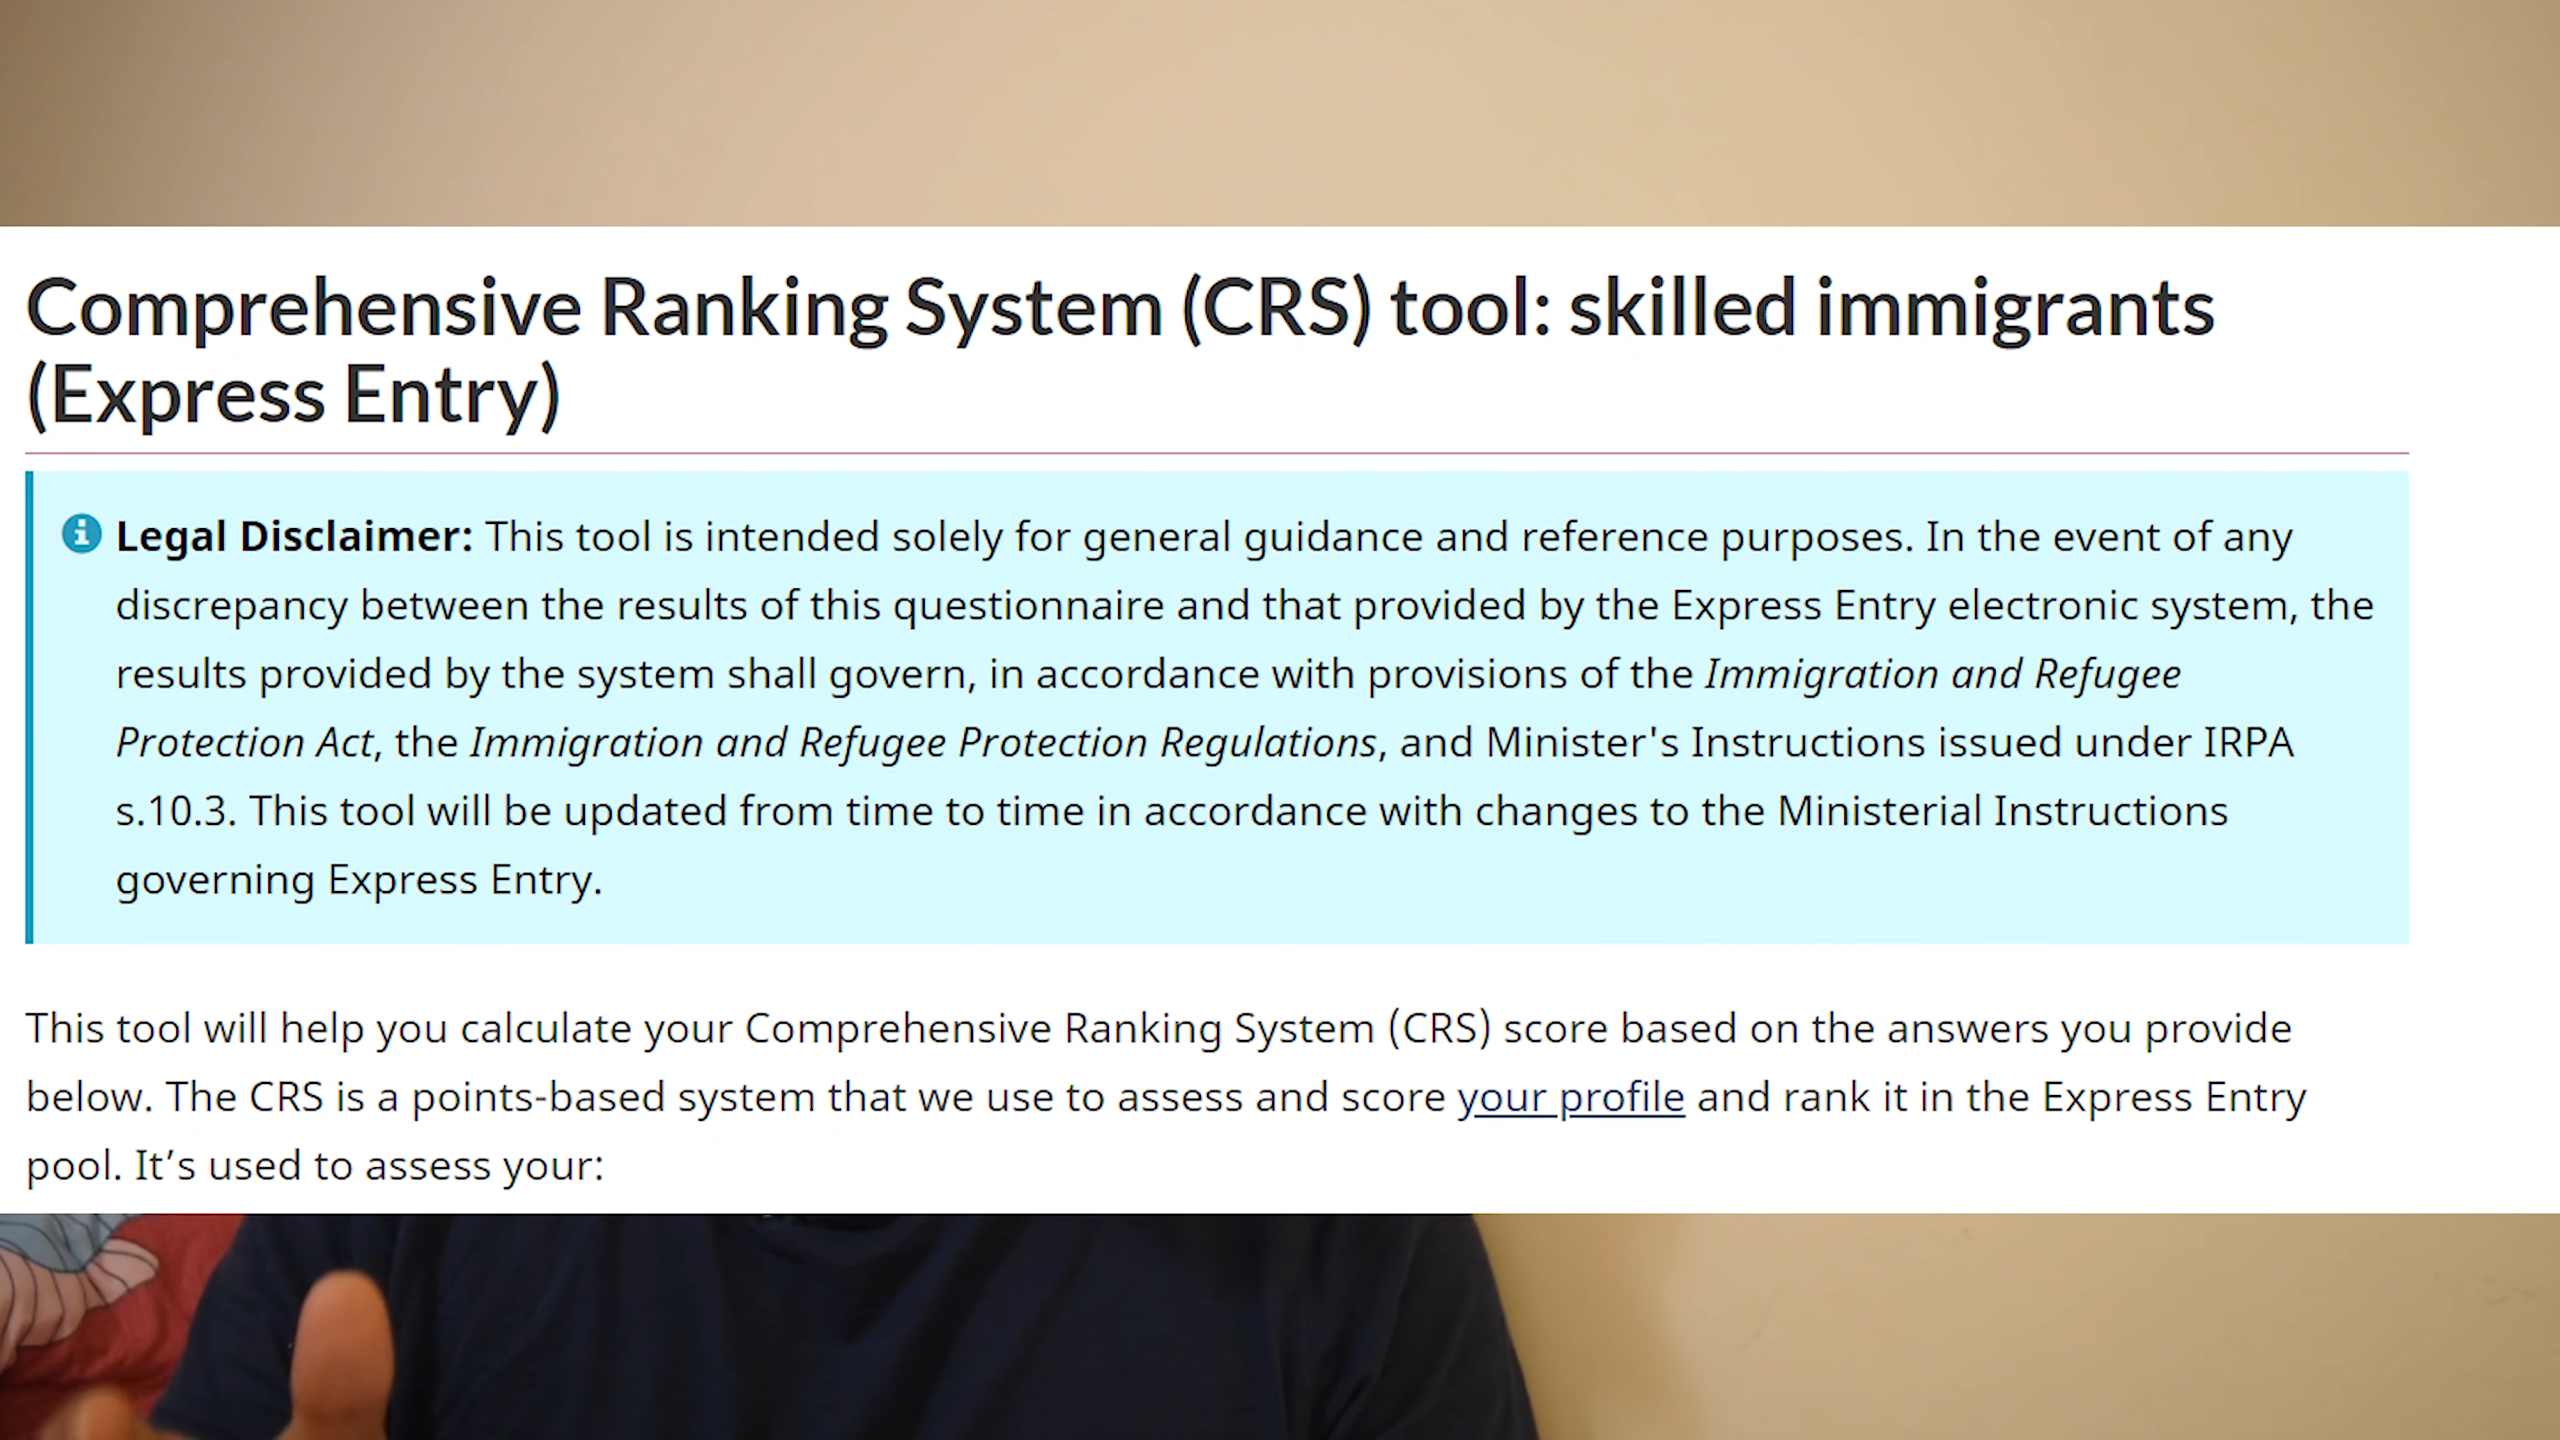 Comprehensive Ranking System (CRS) tool: skilled immigrants
(Express Entry)
Legal Disclaimer: This tool is intended solely for general guidance and reference purposes. In the event of any
discrepancy between the results of this questionnaire and that provided by the Express Entry electronic system, the
results provided by the system shall govern, in accordance with provisions of the Immigration and Refugee
Protection Act, the Immigration and Refugee Protection Regulations, and Minister's Instructions issued under IRPA
s.10.3. This tool will be updated from time to time in accordance with changes to the Ministerial Instructions
governing Express Entry.
This tool will help you calculate your Comprehensive Ranking System (CRS) score based on the answers you provide
below. The CRS is a points-based system that we use to assess and score your profile and rank it in the Express Entry
pool. It’s used to assess your: